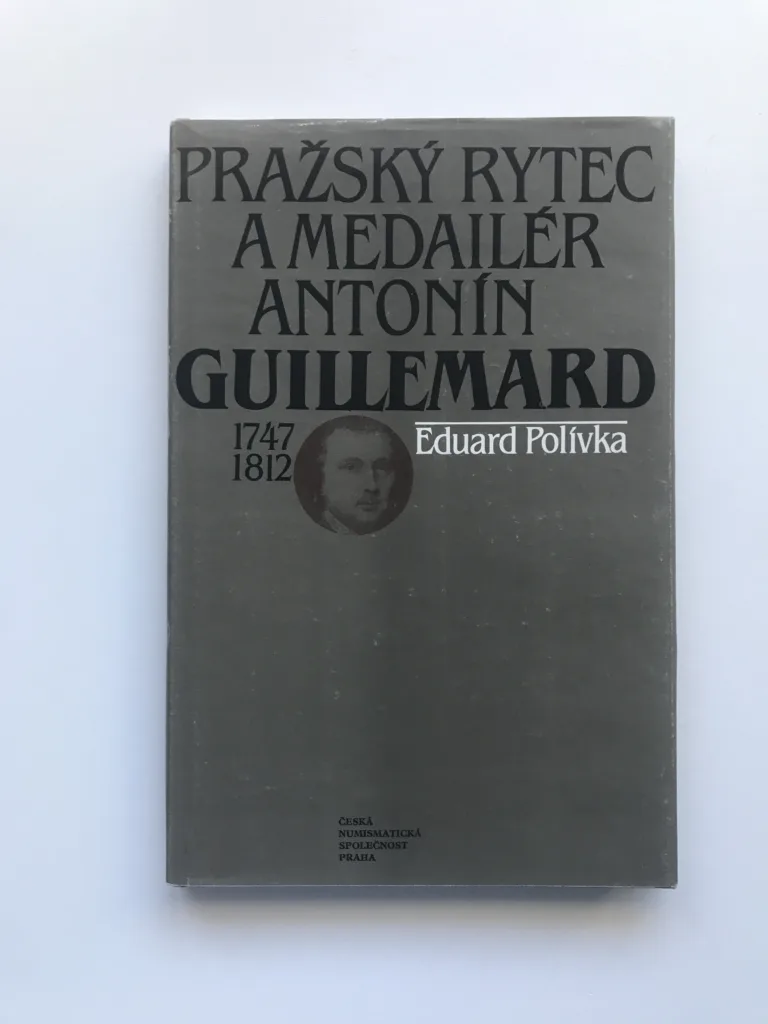 PRAŽSKÝ RYTEC
A MEDAILÉR
ANTONÍN
GUILLEMARD
1747
1812
Eduard Polívka
ČESKÁ
NUMISMATICKÁ
SPOLEČNOST
PRAHA